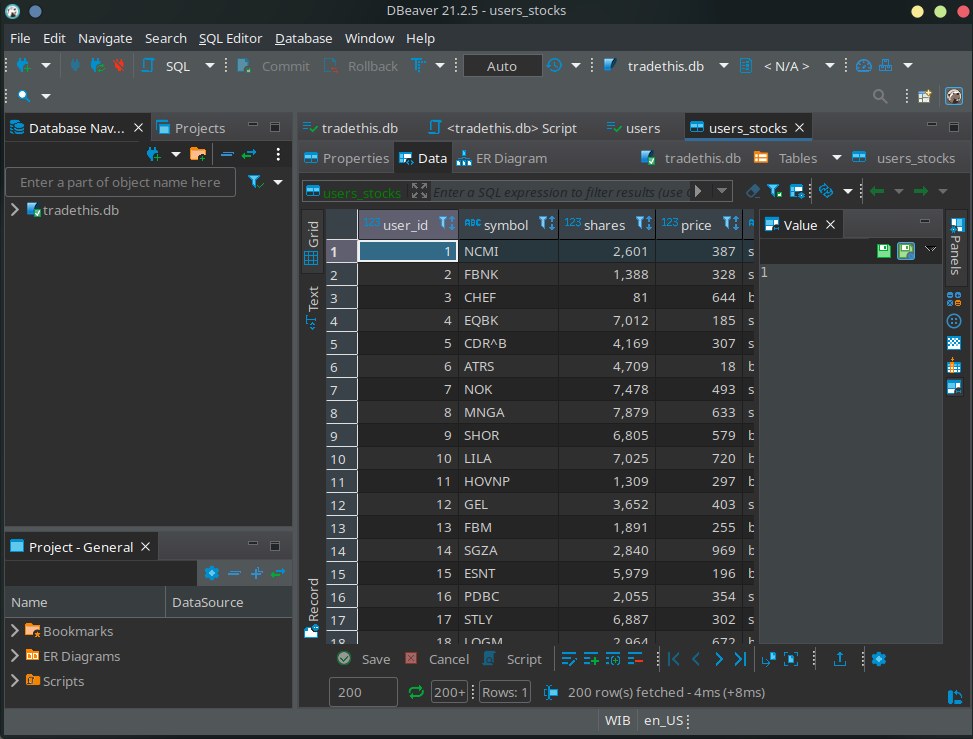 DBeaver 21.2.5 - users_stocks
File Edit Navigate Search SQL Editor Database Window Help
SQL Commit Rollback T Auto tradethis.db < N/A >
Database Nav... Projects
Enter a part of object name here
tradethis.db
tradethis.db <tradethis.db> Script users users_stocks
Properties Data ER Diagram tradethis.db Tables users_stocks
users_stocks Enter a SQL expression to filter results (use
Grid
Text
Record
123 user_id ABC symbol 123 shares 123 price
1 1 NCMI 2,601 387 s
2 2 FBNK 1,388 328 s
3 3 CHEF 81 644 b
4 4 EQBK 7,012 185 s
5 5 CDR^B 4,169 307 s
6 6 ATRS 4,709 18 b
7 7 NOK 7,478 493 s
8 8 MNGA 7,879 633 s
9 9 SHOR 6,805 579 b
10 10 LILA 7,025 720 b
11 11 HOVNP 1,309 297 b
12 12 GEL 3,652 403 s
13 13 FBM 1,891 255 b
14 14 SGZA 2,840 969 b
15 15 ESNT 5,979 196 b
16 16 PDBC 2,055 354 s
17 17 STLY 6,887 302 s
18 18 LOGM 2,964 672 b
Value
1
Panels
Project - General
Name DataSource
Bookmarks
ER Diagrams
Scripts
Save Cancel Script
200 200+ Rows: 1 200 row(s) fetched - 4ms (+8ms)
WIB en_US